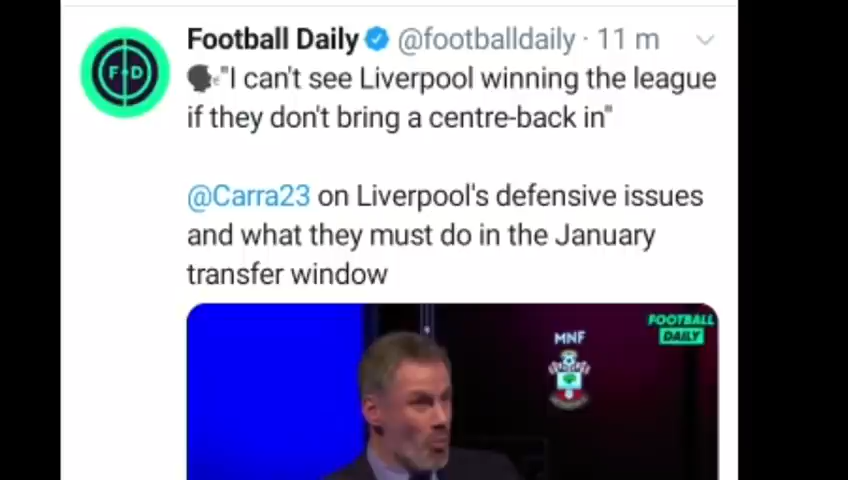 F D
Football Daily @footballdaily · 11 m
"I can't see Liverpool winning the league
if they don't bring a centre-back in"
@Carra23 on Liverpool's defensive issues
and what they must do in the January
transfer window
FOOTBALL
DAILY
MNF